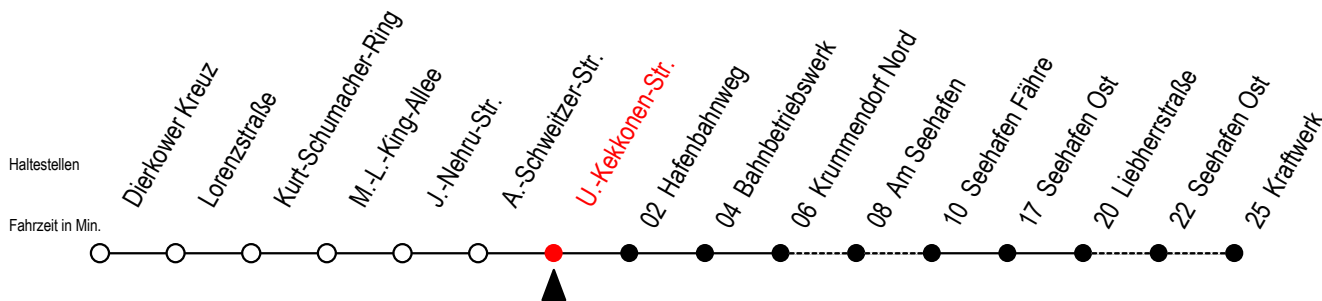 Haltestellen
Fahrzeit in Min.
Dierkower Kreuz
Lorenzstraße
Kurt-Schumacher-Ring
M.-L.-King-Allee
J.-Nehru-Str.
A.-Schweitzer-Str.
U.-Kekkonen-Str.
02 Hafenbahnweg
04 Bahnbetriebswerk
06 Krummendorf Nord
08 Am Seehafen
10 Seehafen Fähre
17 Seehafen Ost
20 Liebherrstraße
22 Seehafen Ost
25 Kraftwerk